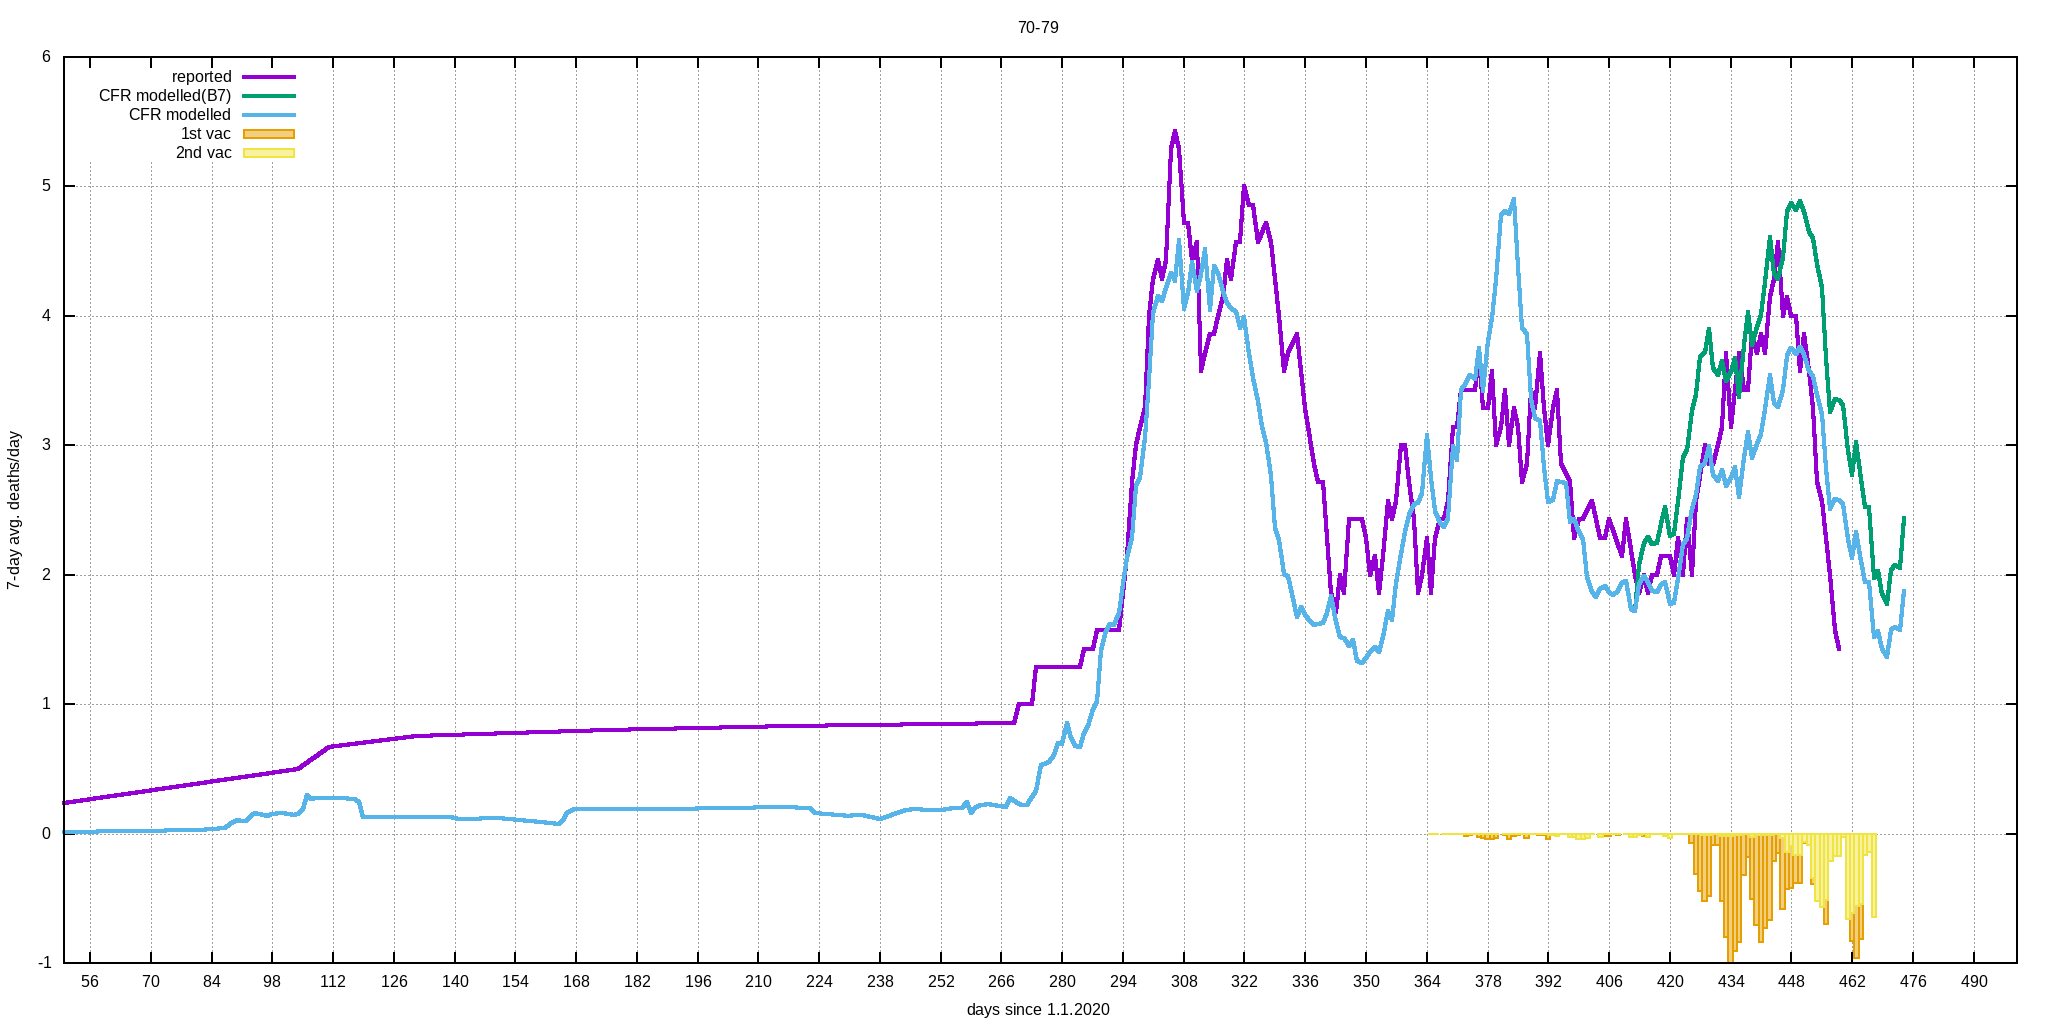 70-79
reported
CFR modelled(B7)
CFR modelled
1st vac
2nd vac
6
5
4
3
2
1
0
-1
7-day avg. deaths/day
56 70 84 98 112 126 140 154 168 182 196 210 224 238 252 266 280 294 308 322 336 350 364 378 392 406 420 434 448 462 476 490
days since 1.1.2020